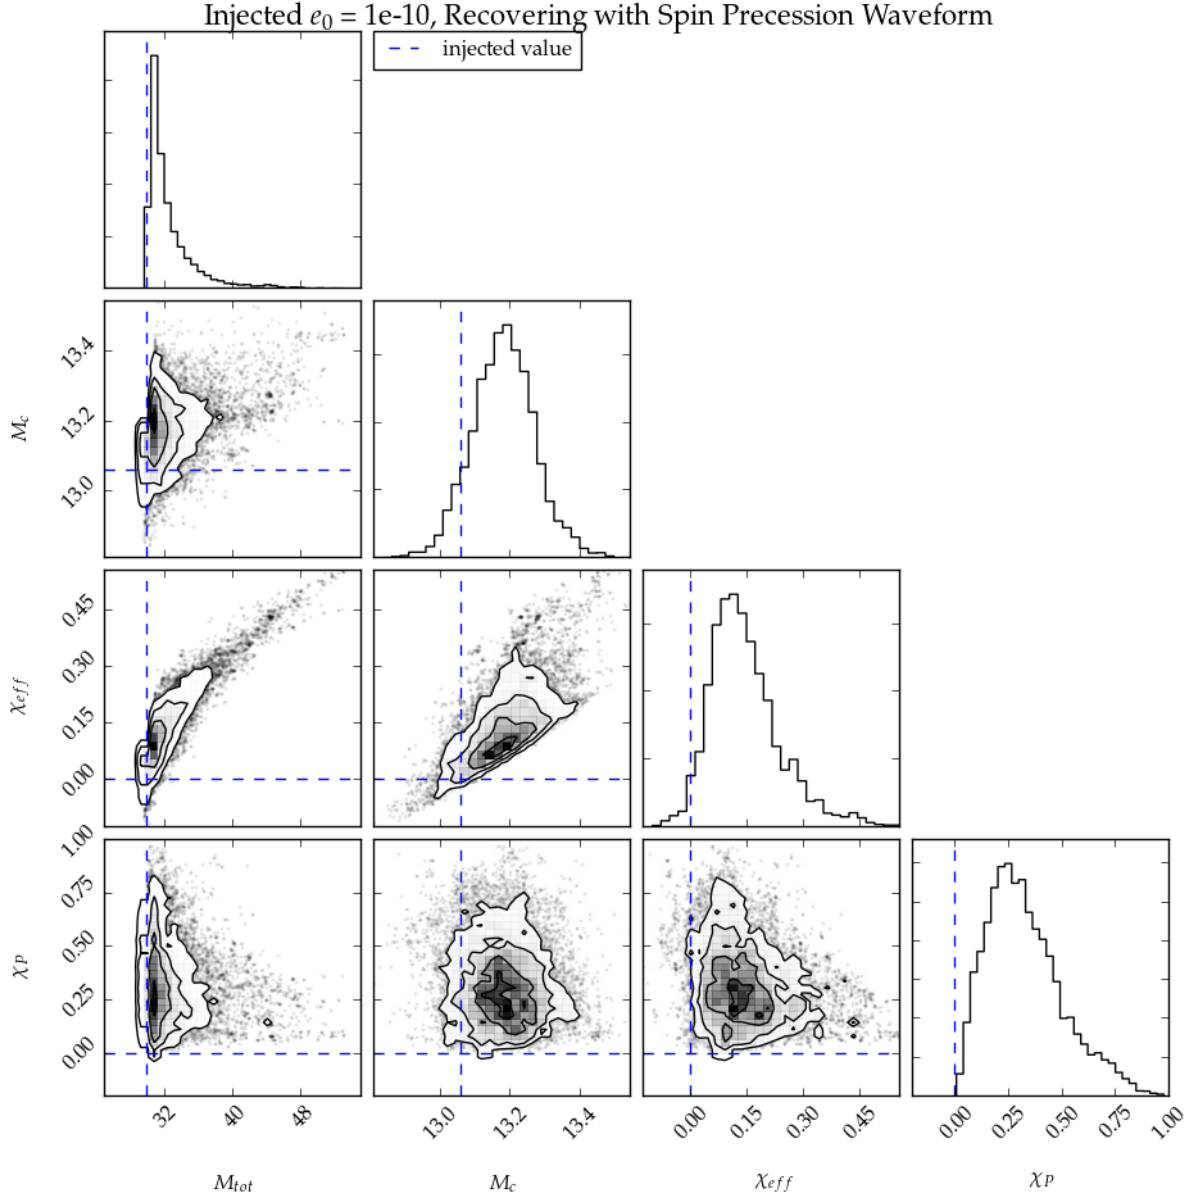 Injected e₀ = 1e-10, Recovering with Spin Precession Waveform
injected value
M_c
13.4
13.2
13.0
χ_eff
0.45
0.30
0.15
0.00
χ_P
1.00
0.75
0.50
0.25
0.00
32 40 48
13.0 13.2 13.4
0.00 0.15 0.30 0.45
0.00 0.25 0.50 0.75 1.00
M_tot
M_c
χ_eff
χ_P